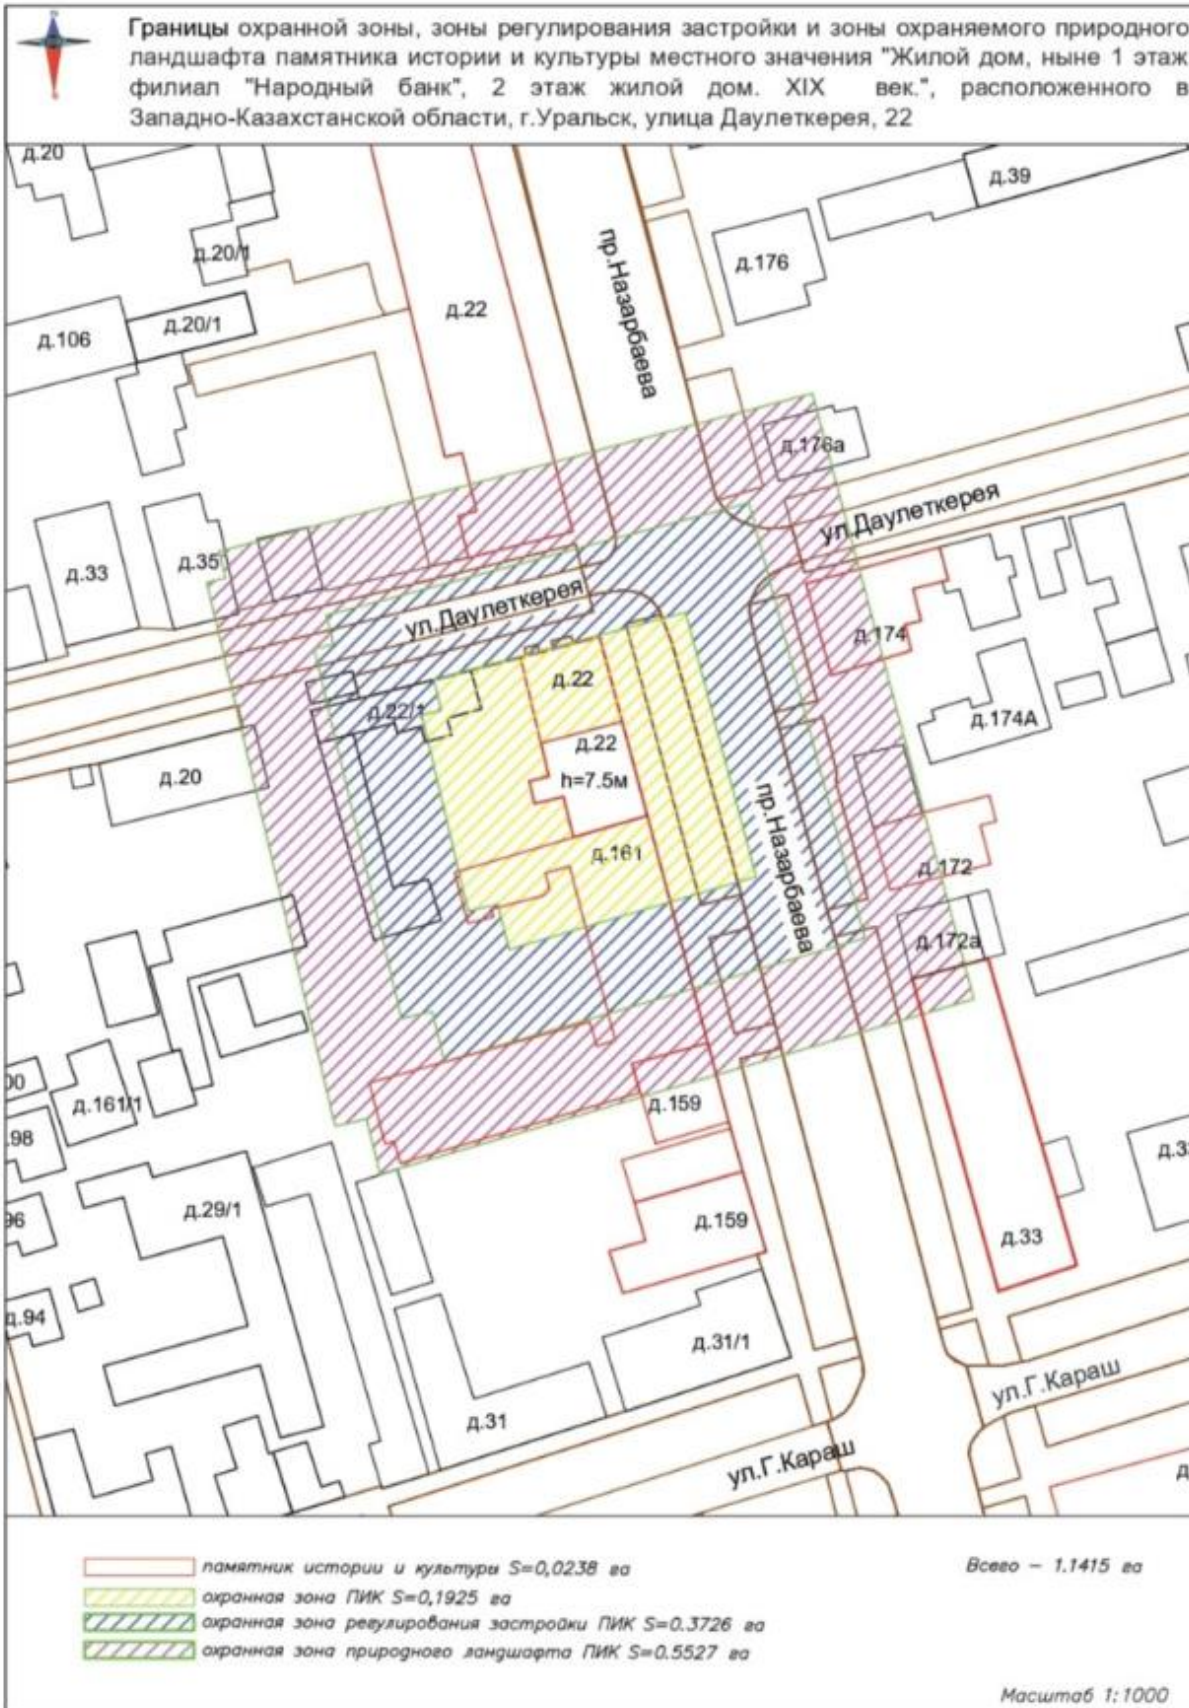 Границы охранной зоны, зоны регулирования застройки и зоны охраняемого природного
ландшафта памятника истории и культуры местного значения "Жилой дом, ныне 1 этаж
филиал "Народный банк", 2 этаж жилой дом. XIX век.", расположенного в
Западно-Казахстанской области, г.Уральск, улица Даулеткерея, 22
д.20
д.39
д.20/1
пр.Назарбаева
д.176
д.22
д.20/1
д.106
д.176а
ул.Даулеткерея
д.35
д.33
ул.Даулеткерея
д.174
д.22
д.22/1
д.174А
д.22
h=7.5м
д.20
пр.Назарбаева
д.161
д.172
д.172а
00
д.161/1
д.159
.98
д.3
96
д.29/1
д.159
д.33
д.94
д.31/1
ул.Г.Караш
д.31
ул.Г.Караш
д
памятник истории и культуры S=0,0238 га
Всего – 1.1415 га
охранная зона ПИК S=0,1925 га
охранная зона регулирования застройки ПИК S=0.3726 га
охранная зона природного ландшафта ПИК S=0.5527 га
Масштаб 1:1000